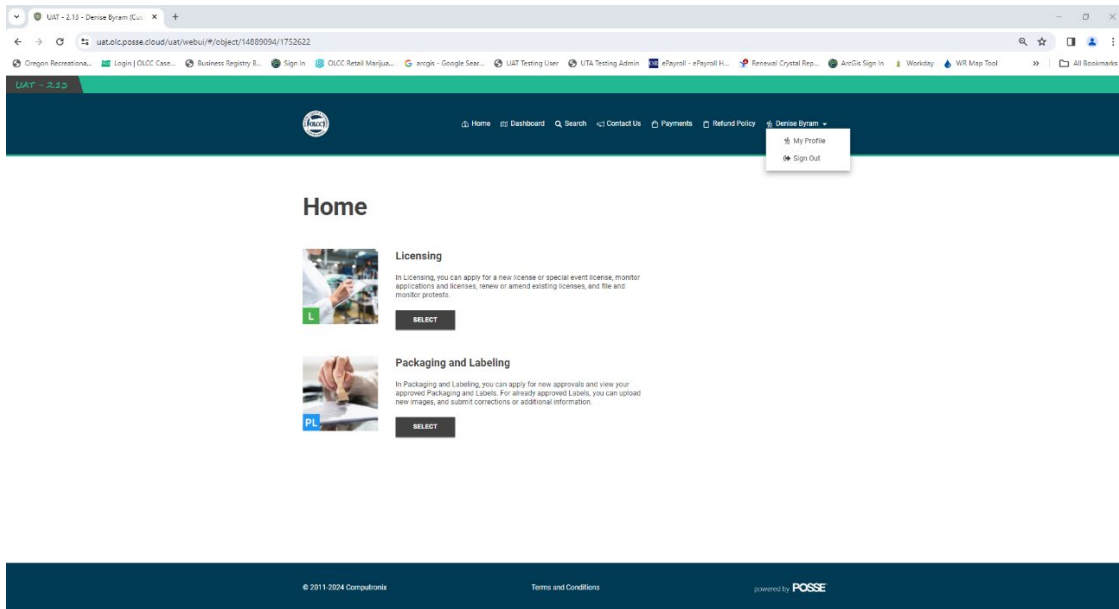 UAT - 2.13 - Denise Byram (Cus
uat.olc.posse.cloud/uat/webui/#/object/14889094/1752622
Oregon Recreationa... Login | OLCC Case... Business Registry B... Sign In OLCC Retail Marijua... arcgis - Google Sear... UAT Testing User UTA Testing Admin ePayroll - ePayroll H... Renewal Crystal Rep... ArcGis Sign In Workday WR Map Tool All Bookmarks
UAT - 2.13
OLCC Home Dashboard Search Contact Us Payments Refund Policy Denise Byram
My Profile
Sign Out
Home
Licensing
In Licensing, you can apply for a new license or special event license, monitor
applications and licenses, renew or amend existing licenses, and file and
monitor protests.
L
SELECT
Packaging and Labeling
In Packaging and Labeling, you can apply for new approvals and view your
approved Packaging and Labels. For already approved Labels, you can upload
new images, and submit corrections or additional information.
PL
SELECT
© 2011-2024 Computronix Terms and Conditions powered by POSSE